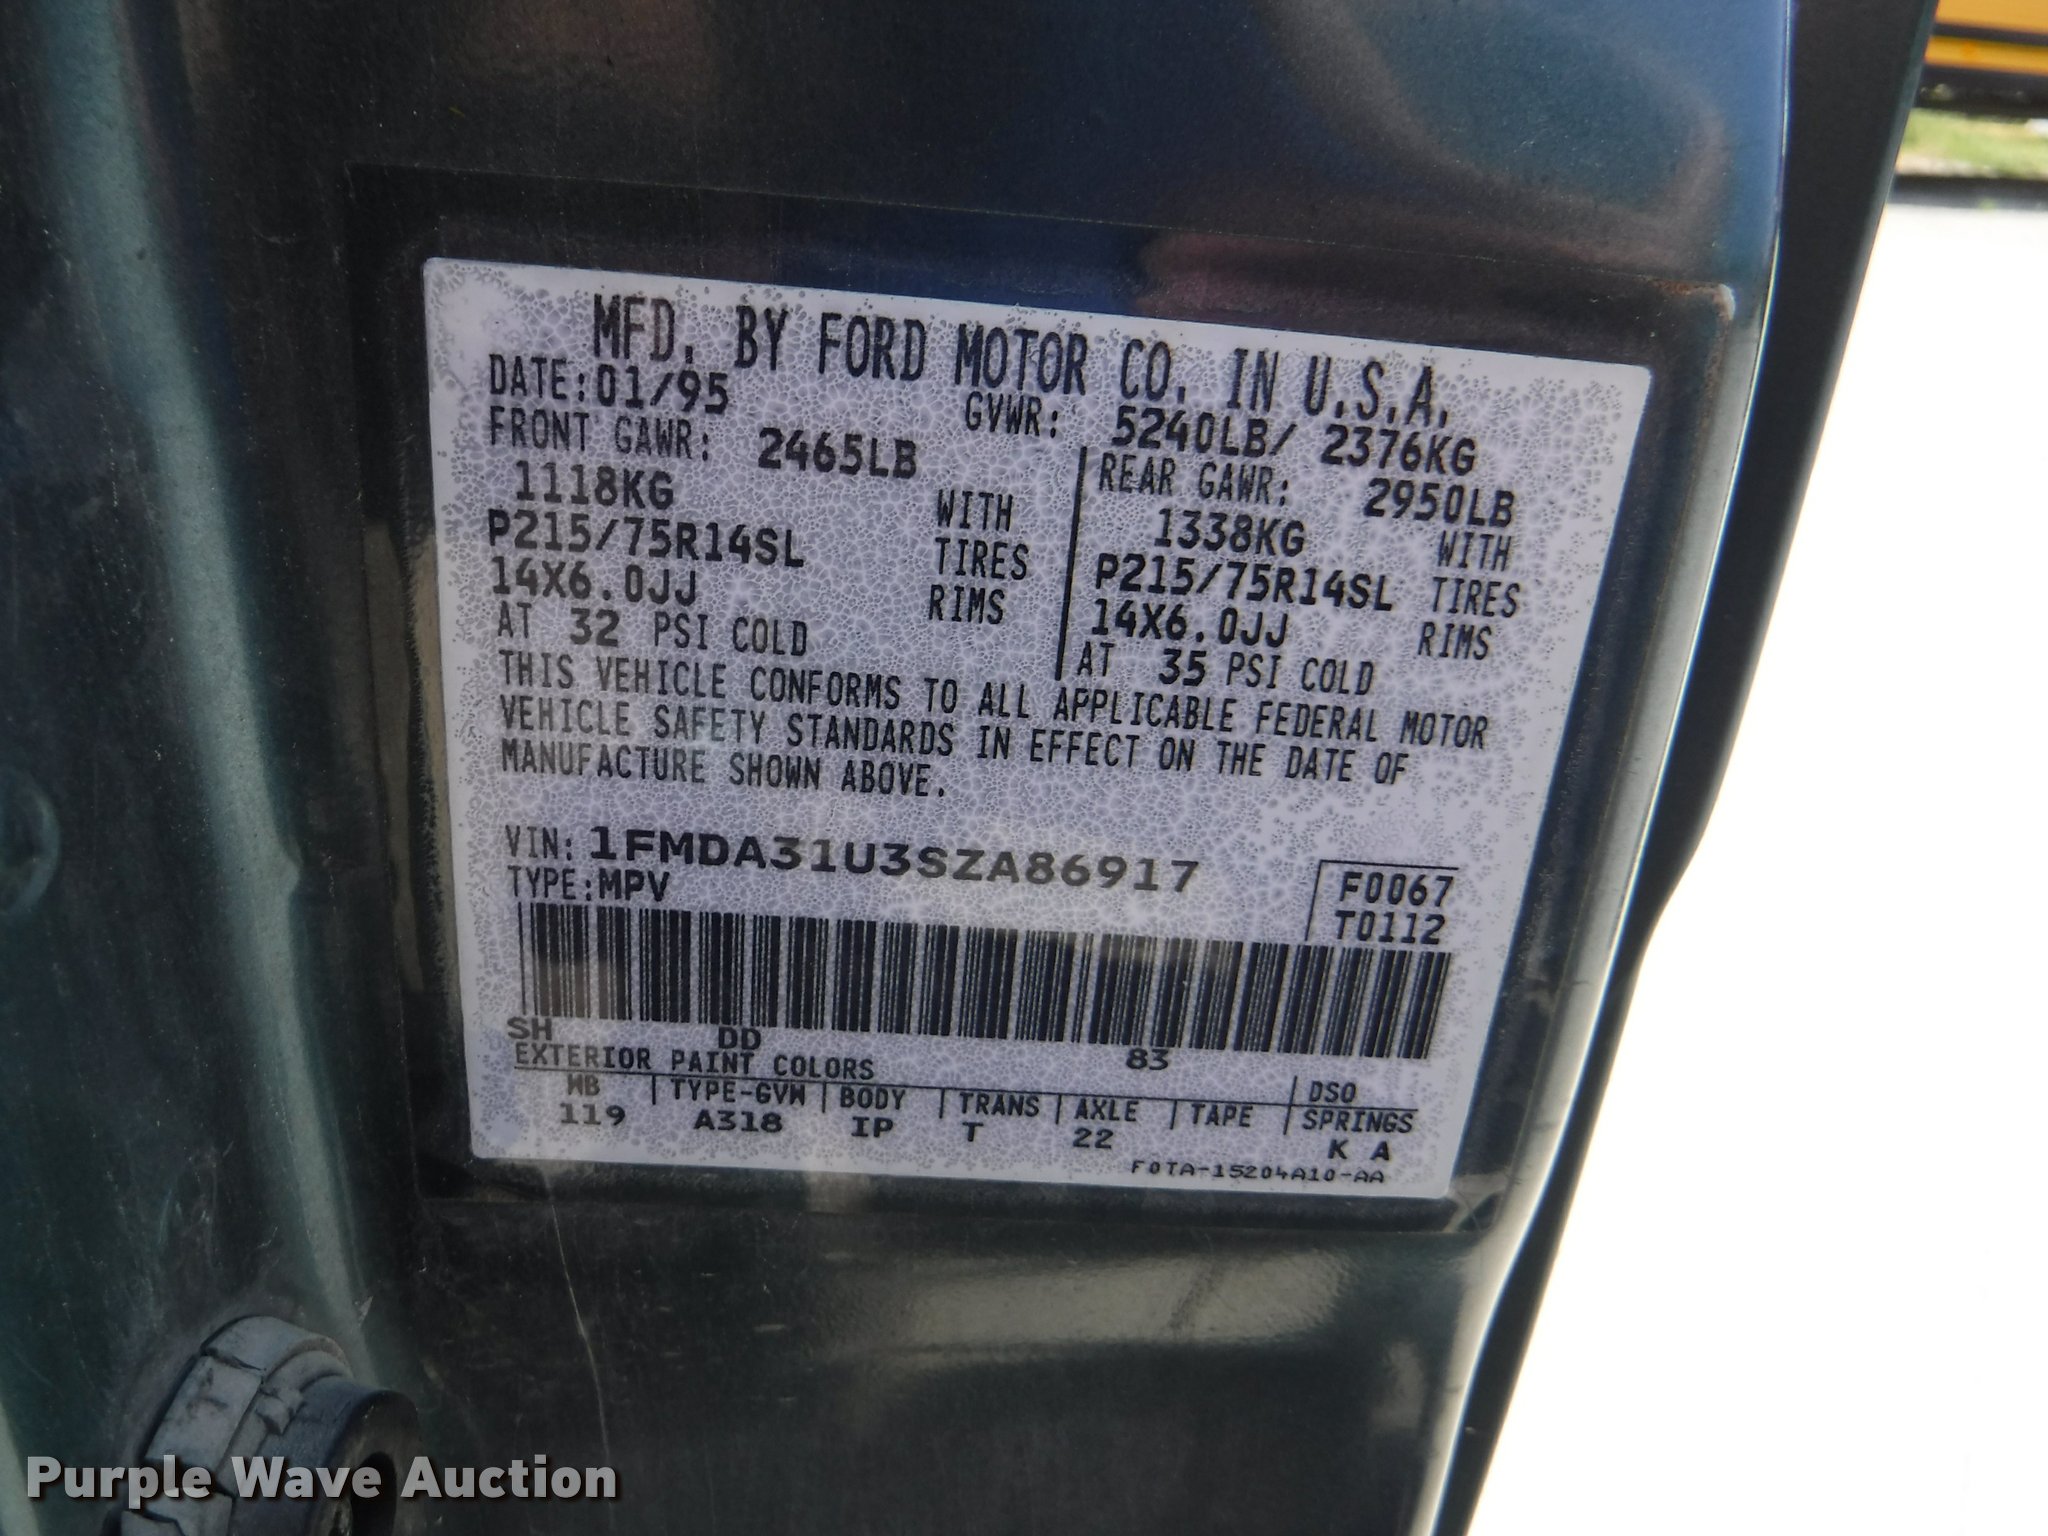 MFD. BY FORD MOTOR CO. IN U.S.A.
DATE: 01/95 GVWR: 5240LB/ 2376KG
FRONT GAWR: 2465LB REAR GAWR: 2950LB
1118KG WITH 1338KG WITH
P215/75R14SL TIRES P215/75R14SL TIRES
14X6.0JJ RIMS 14X6.0JJ RIMS
AT 32 PSI COLD AT 35 PSI COLD
THIS VEHICLE CONFORMS TO ALL APPLICABLE FEDERAL MOTOR
VEHICLE SAFETY STANDARDS IN EFFECT ON THE DATE OF
MANUFACTURE SHOWN ABOVE.
VIN: 1FMDA31U3SZA86917
TYPE: MPV F0067
T0112
SH DD 83
EXTERIOR PAINT COLORS DSO
WB TYPE-GVW BODY TRANS AXLE TAPE SPRINGS
119 A318 IP T 22 K A
F0TA-15204A10-AA
Purple Wave Auction